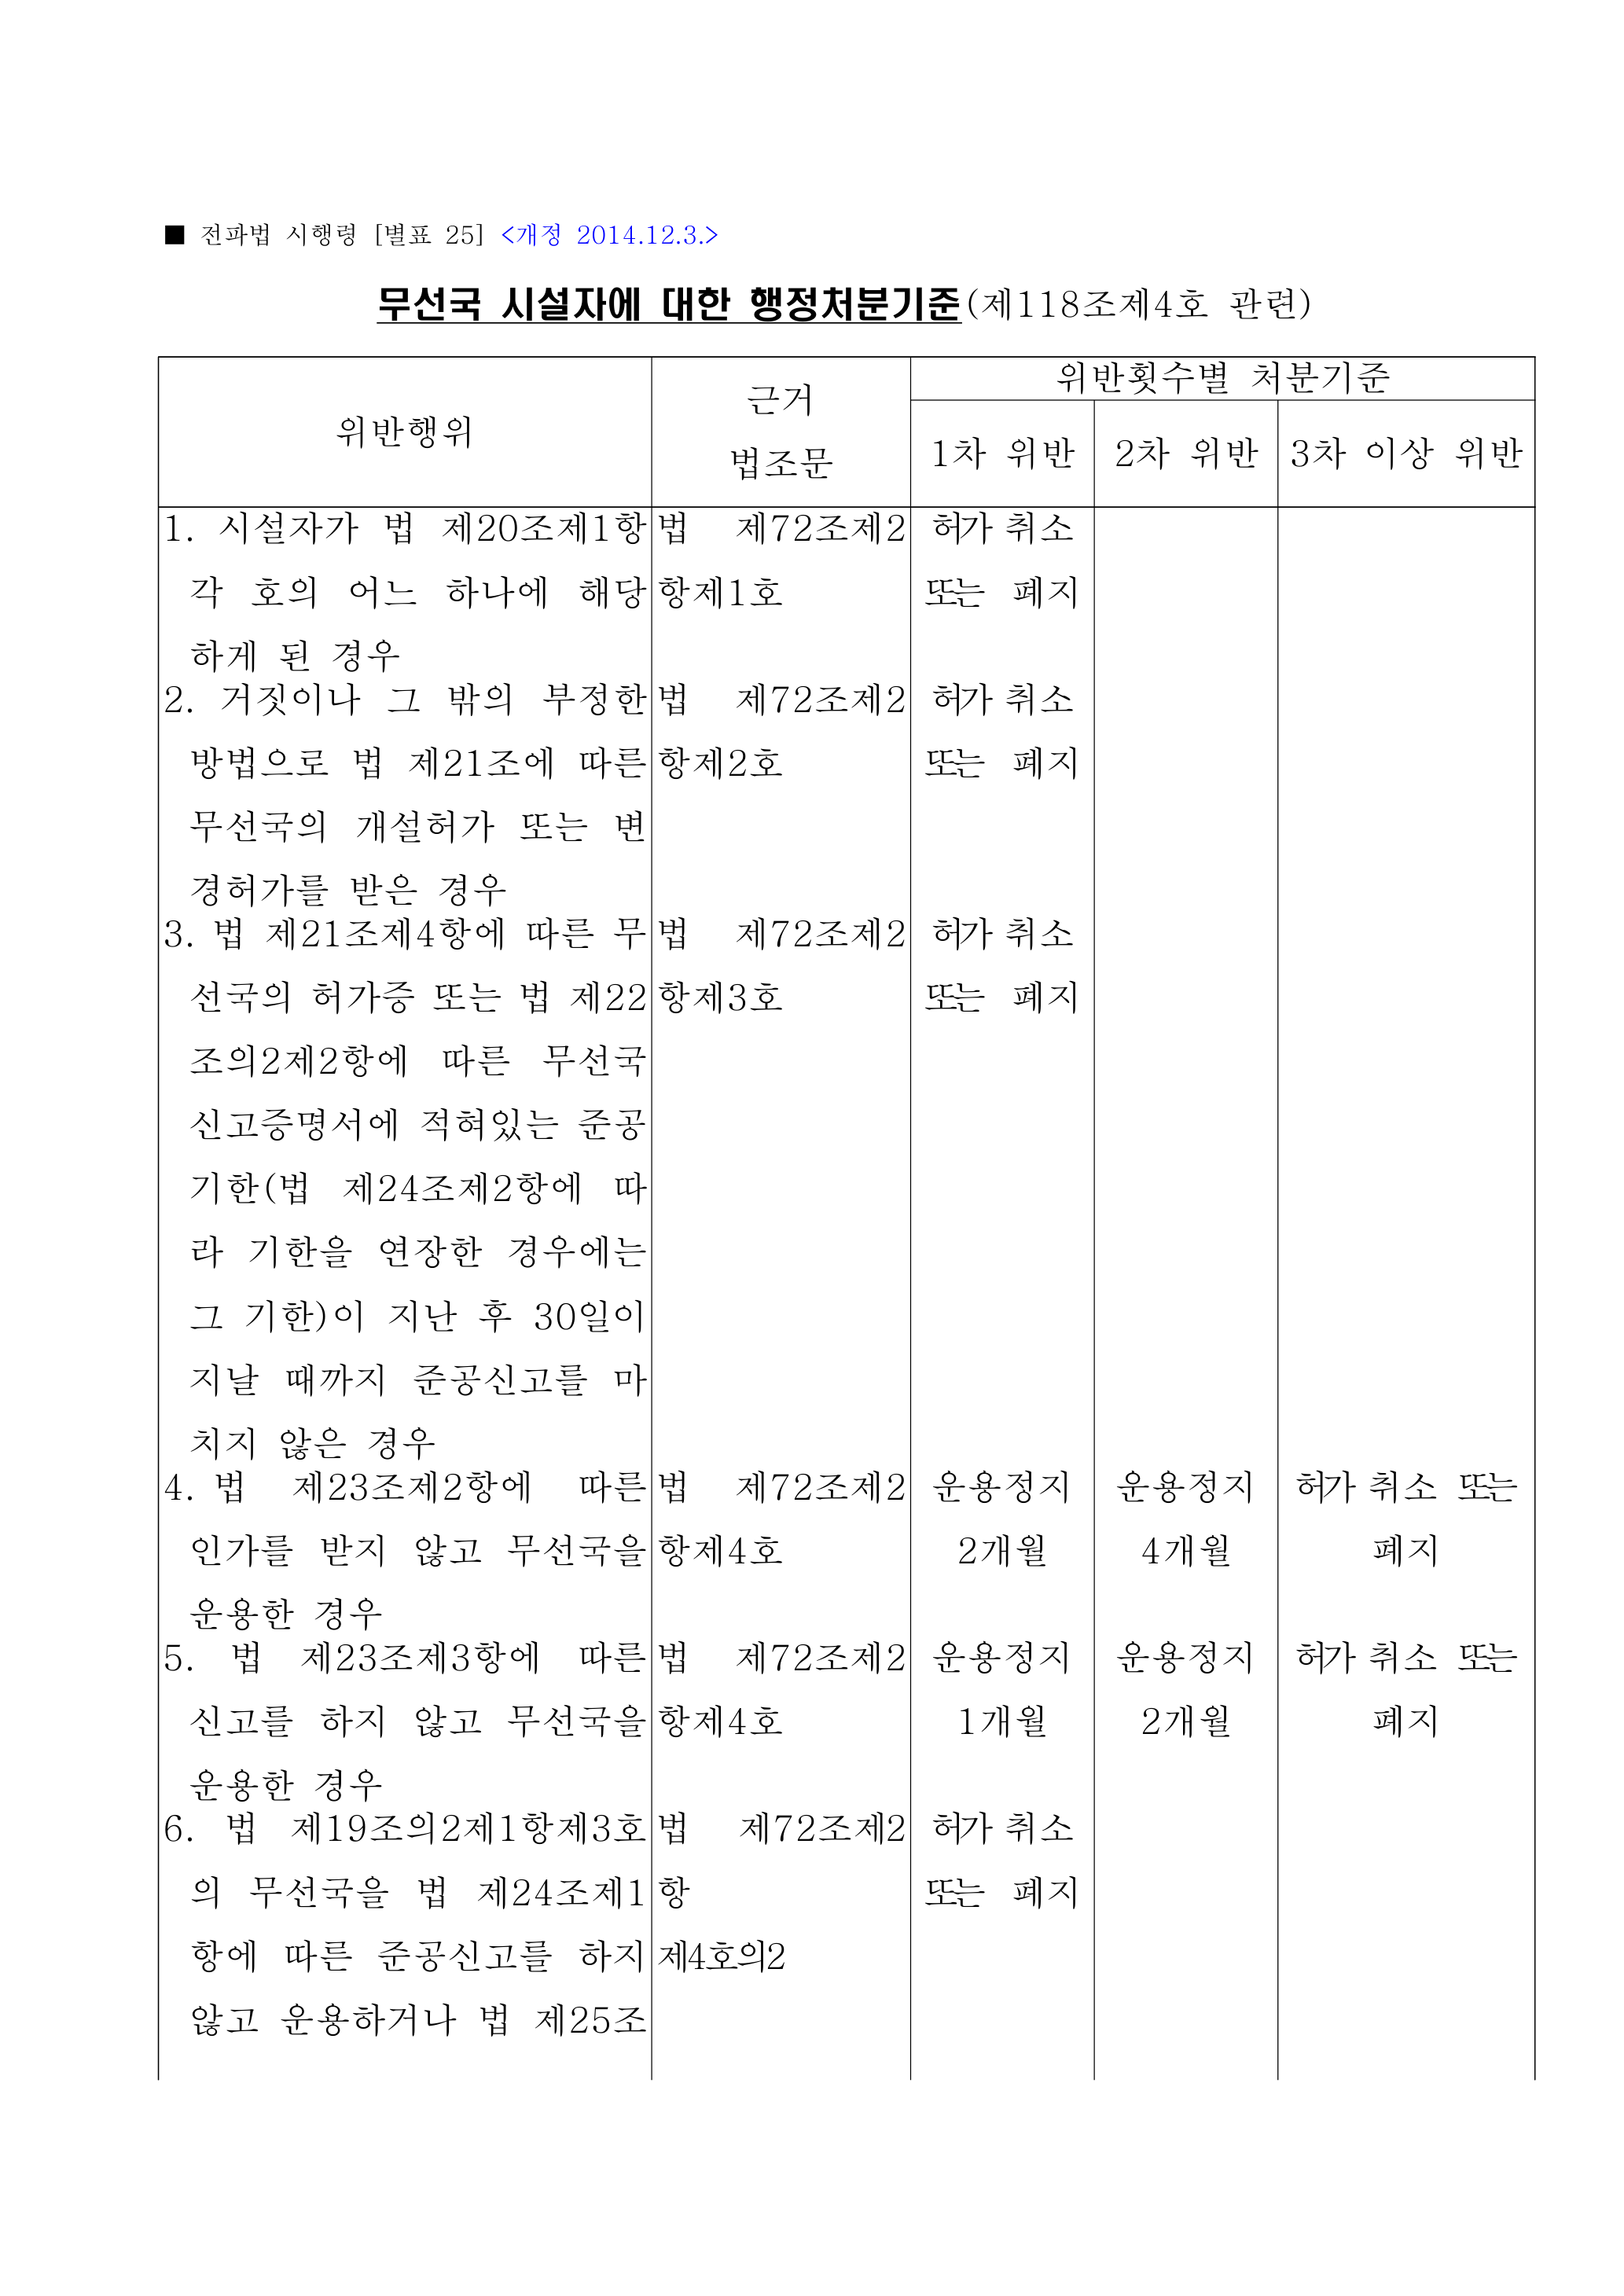 ■ 전파법 시행령 [별표 25] <개정 2014.12.3.>
무선국 시설자에 대한 행정처분기준(제118조제4호 관련)
위반행위
근거
법조문
위반횟수별 처분기준
1차 위반
2차 위반
3차 이상 위반
1. 시설자가 법 제20조제1항
각 호의 어느 하나에 해당
하게 된 경우
법 제72조제2
항제1호
허가 취소
또는 폐지
2. 거짓이나 그 밖의 부정한
방법으로 법 제21조에 따른
무선국의 개설허가 또는 변
경허가를 받은 경우
법 제72조제2
항제2호
허가 취소
또는 폐지
3. 법 제21조제4항에 따른 무
선국의 허가증 또는 법 제22
조의2제2항에 따른 무선국
신고증명서에 적혀있는 준공
기한(법 제24조제2항에 따
라 기한을 연장한 경우에는
그 기한)이 지난 후 30일이
지날 때까지 준공신고를 마
치지 않은 경우
법 제72조제2
항제3호
허가 취소
또는 폐지
4. 법 제23조제2항에 따른
인가를 받지 않고 무선국을
운용한 경우
법 제72조제2
항제4호
운용정지
2개월
운용정지
4개월
허가 취소 또는
폐지
5. 법 제23조제3항에 따른
신고를 하지 않고 무선국을
운용한 경우
법 제72조제2
항제4호
운용정지
1개월
운용정지
2개월
허가 취소 또는
폐지
6. 법 제19조의2제1항제3호
의 무선국을 법 제24조제1
항에 따른 준공신고를 하지
않고 운용하거나 법 제25조
법 제72조제2
항
제4호의2
허가 취소
또는 폐지